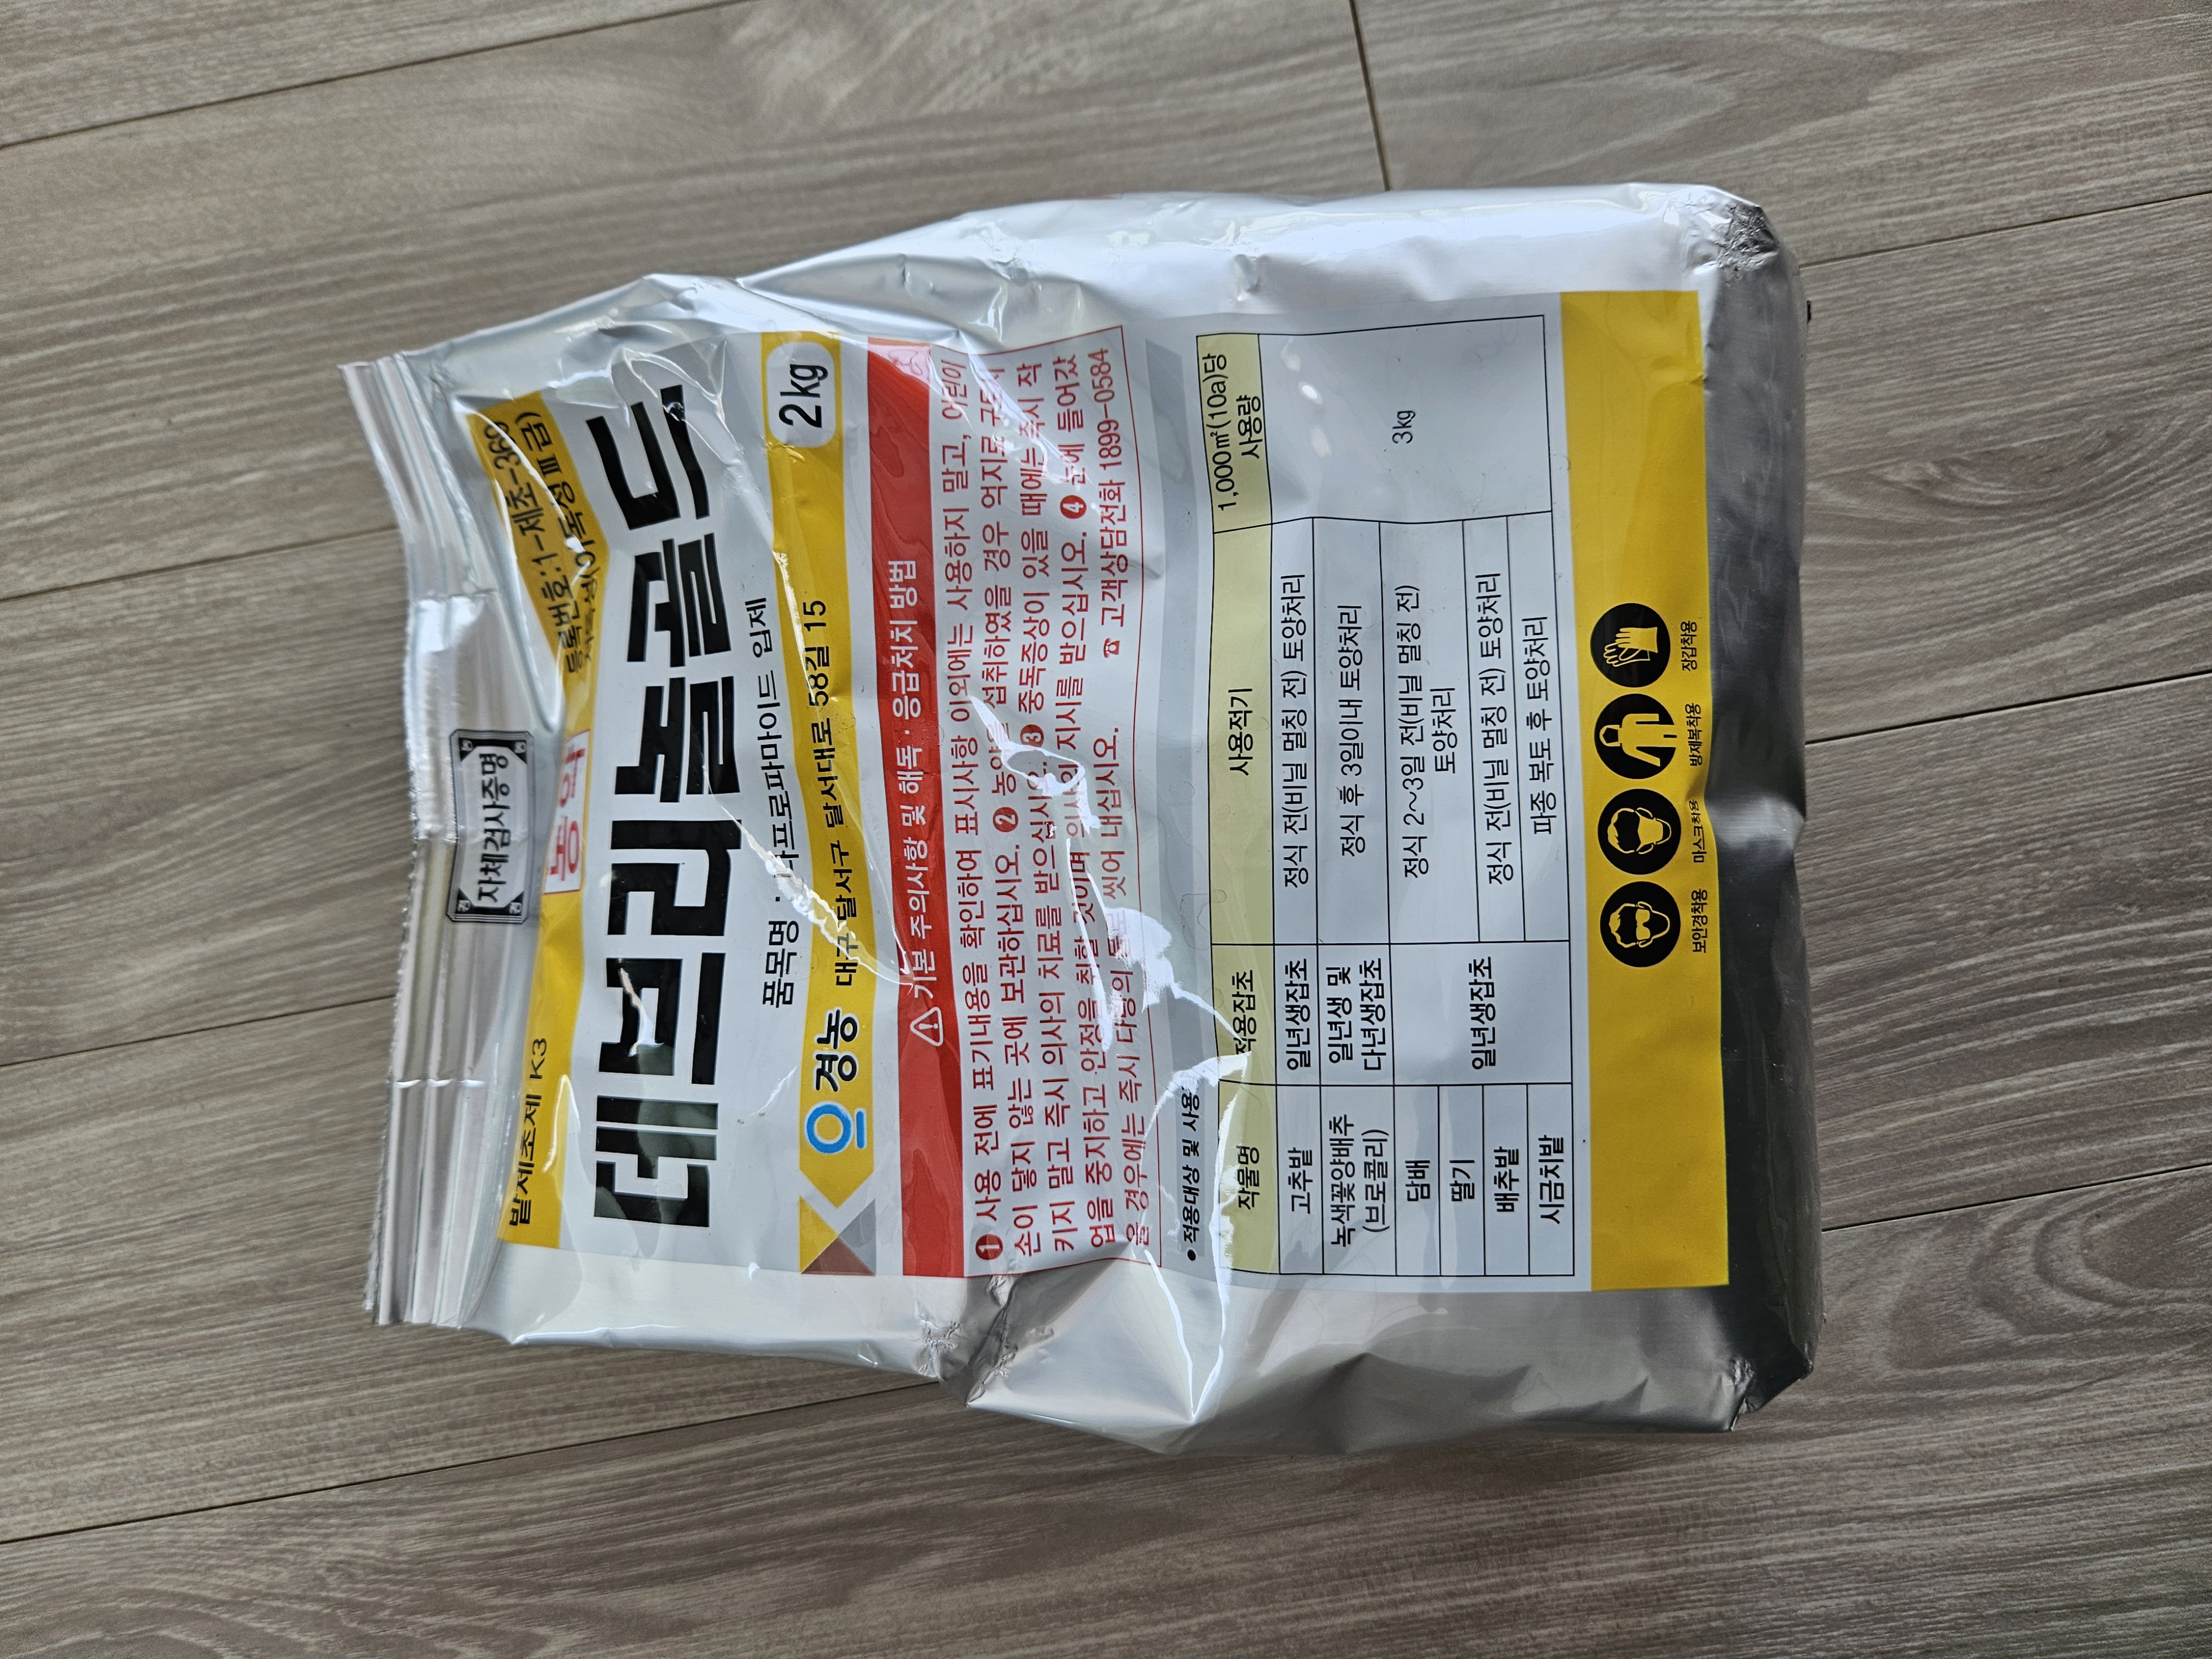 자체검사증명
밭제초제 K3
농약
등록번호:1-제초-369
저독성(어독성Ⅲ급)
데브리놀골드
품목명 : 나프로파마이드 입제
경농 대구 달서구 달서대로 58길 15
2kg
기본 주의사항 및 해독·응급처치 방법
❶ 사용 전에 표기내용을 확인하여 표시사항 이외에는 사용하지 말고, 어린이
손이 닿지 않는 곳에 보관하십시오. ❷ 농약을 섭취하였을 경우 억지로 구토시
키지 말고 즉시 의사의 치료를 받으십시오. ❸ 중독증상이 있을 때에는 즉시 작
업을 중지하고 안정을 취할 것이며 의사의 지시를 받으십시오. ❹ 눈에 들어갔
을 경우에는 즉시 다량의 물로 씻어 내십시오. ☎ 고객상담전화 1899-0584
• 적용대상 및 사용
작물명 적용잡초 사용적기 1,000㎡(10a)당
사용량
고추밭 일년생잡초 정식 전(비닐 멀칭 전) 토양처리
녹색꽃양배추
(브로콜리) 일년생 및
다년생잡초 정식 후 3일이내 토양처리
담배 정식 2~3일 전(비닐 멀칭 전)
토양처리
딸기
일년생잡초
3kg
배추밭 정식 전(비닐 멀칭 전) 토양처리
시금치밭 파종 복토 후 토양처리
보안경착용 마스크착용 방제복착용 장갑착용